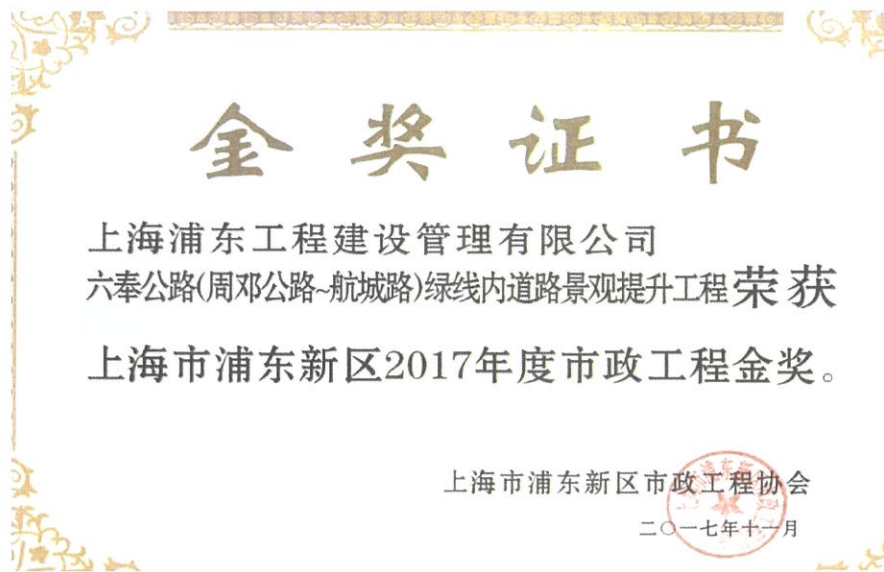 金奖证书
上海浦东工程建设管理有限公司
六奉公路(周邓公路~航城路)绿线内道路景观提升工程荣获
上海市浦东新区2017年度市政工程金奖。
上海市浦东新区市政工程协会
二〇一七年十一月